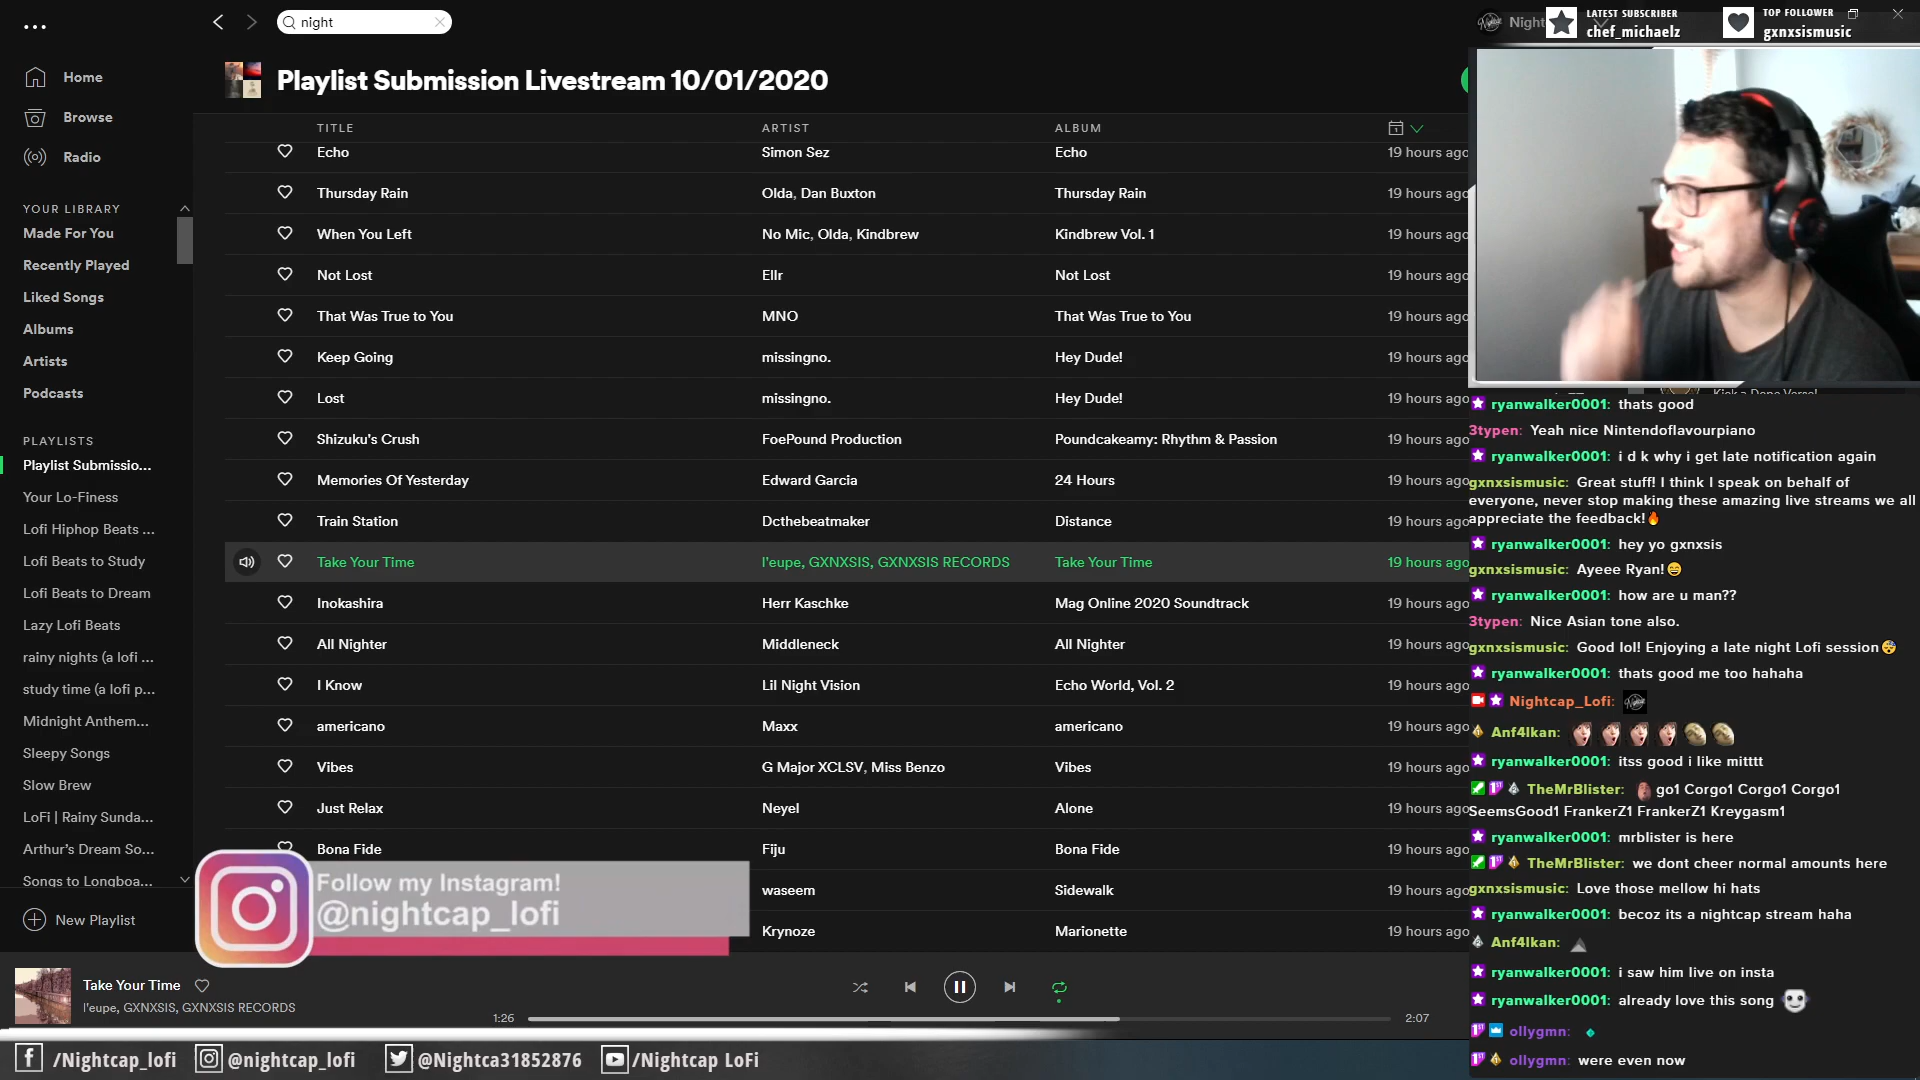 night
Playlist Submission Livestream 10/01/2020
Home
Browse
Radio
YOUR LIBRARY
Made For You
Recently Played
Liked Songs
Albums
Artists
Podcasts
PLAYLISTS
Playlist Submissio...
Your Lo-Finess
Lofi Hiphop Beats ...
Lofi Beats to Study
Lofi Beats to Dream
Lazy Lofi Beats
rainy nights (a lofi ...
study time (a lofi p...
Midnight Anthem...
Sleepy Songs
Slow Brew
LoFi | Rainy Sunda...
Arthur's Dream So...
Songs to Longboa...
New Playlist
TITLE ARTIST ALBUM
Echo Simon Sez Echo 19 hours ago
Thursday Rain Olda, Dan Buxton Thursday Rain 19 hours ago
When You Left No Mic, Olda, Kindbrew Kindbrew Vol. 1 19 hours ago
Not Lost Ellr Not Lost 19 hours ago
That Was True to You MNO That Was True to You 19 hours ago
Keep Going missingno. Hey Dude! 19 hours ago
Lost missingno. Hey Dude! 19 hours ago
Shizuku's Crush FoePound Production Poundcakeamy: Rhythm & Passion 19 hours ago
Memories Of Yesterday Edward Garcia 24 Hours 19 hours ago
Train Station Dcthebeatmaker Distance 19 hours ago
Take Your Time l'eupe, GXNXSIS, GXNXSIS RECORDS Take Your Time 19 hours ago
Inokashira Herr Kaschke Mag Online 2020 Soundtrack 19 hours ago
All Nighter Middleneck All Nighter 19 hours ago
I Know Lil Night Vision Echo World, Vol. 2 19 hours ago
americano Maxx americano 19 hours ago
Vibes G Major XCLSV, Miss Benzo Vibes 19 hours ago
Just Relax Neyel Alone 19 hours ago
Bona Fide Fiju Bona Fide 19 hours ago
waseem Sidewalk 19 hours ago
Krynoze Marionette 19 hours ago
Follow my Instagram!
@nightcap_lofi
Take Your Time
l'eupe, GXNXSIS, GXNXSIS RECORDS
1:26 2:07
/Nightcap_lofi @nightcap_lofi @Nightca31852876 /Nightcap LoFi
Night
LATEST SUBSCRIBER
chef_michaelz
TOP FOLLOWER
gxnxsismusic
ryanwalker0001: thats good
3typen: Yeah nice Nintendoflavourpiano
ryanwalker0001: i d k why i get late notification again
gxnxsismusic: Great stuff! I think I speak on behalf of
everyone, never stop making these amazing live streams we all
appreciate the feedback!🔥
ryanwalker0001: hey yo gxnxsis
gxnxsismusic: Ayeee Ryan!😄
ryanwalker0001: how are u man??
3typen: Nice Asian tone also.
gxnxsismusic: Good lol! Enjoying a late night Lofi session😴
ryanwalker0001: thats good me too hahaha
Nightcap_Lofi:
Anf4lkan:
ryanwalker0001: itss good i like mitttt
TheMrBlister: go1 Corgo1 Corgo1 Corgo1
SeemsGood1 FrankerZ1 FrankerZ1 Kreygasm1
ryanwalker0001: mrblister is here
TheMrBlister: we dont cheer normal amounts here
gxnxsismusic: Love those mellow hi hats
ryanwalker0001: becoz its a nightcap stream haha
Anf4lkan:
ryanwalker0001: i saw him live on insta
ryanwalker0001: already love this song
ollygmn:
ollygmn: were even now